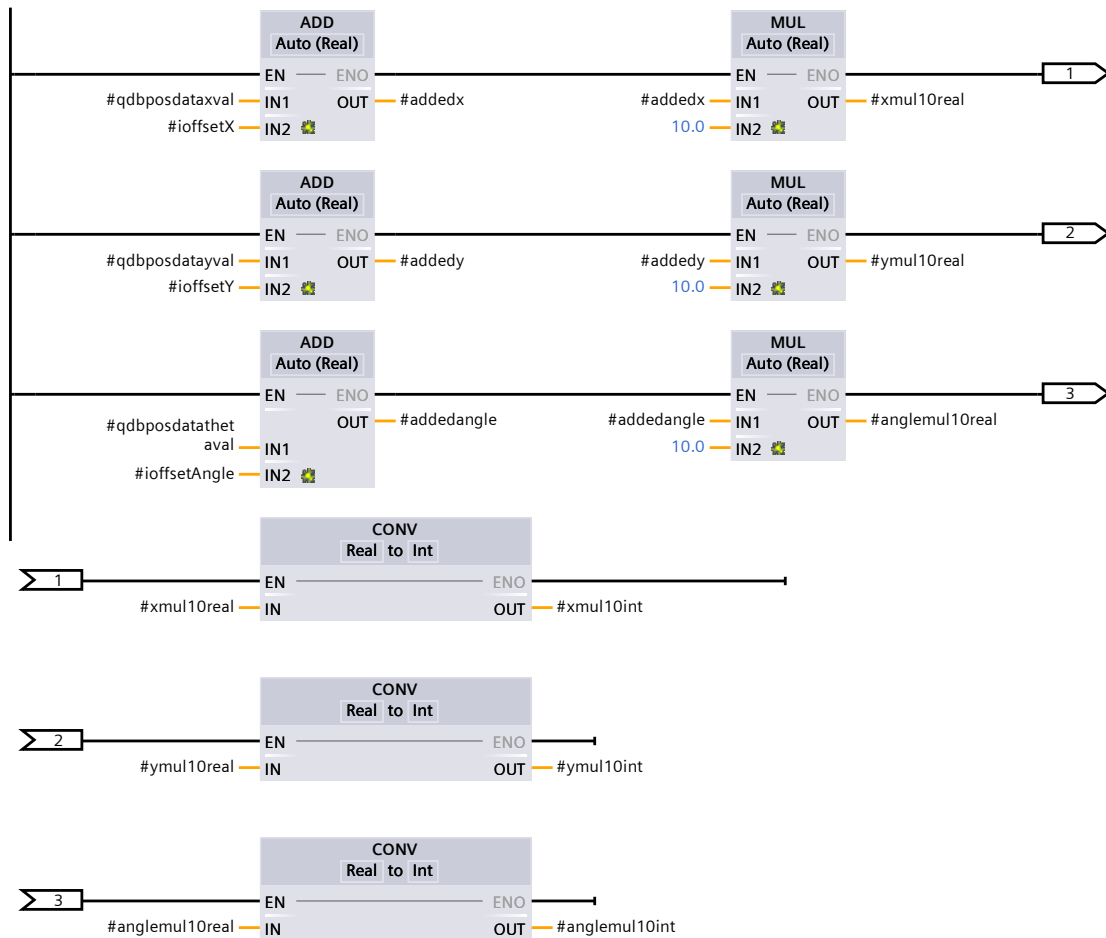 ADD
Auto (Real)
EN ENO
#qdbposdataxval IN1 OUT #addedx
#ioffsetX IN2
MUL
Auto (Real)
EN ENO
#addedx IN1 OUT #xmul10real
10.0 IN2
1
ADD
Auto (Real)
EN ENO
#qdbposdatayval IN1 OUT #addedy
#ioffsetY IN2
MUL
Auto (Real)
EN ENO
#addedy IN1 OUT #ymul10real
10.0 IN2
2
ADD
Auto (Real)
EN ENO
OUT #addedangle
#qdbposdatathet
aval IN1
#ioffsetAngle IN2
MUL
Auto (Real)
EN ENO
#addedangle IN1 OUT #anglemul10real
10.0 IN2
3
CONV
Real to Int
1 EN ENO
#xmul10real IN OUT #xmul10int
CONV
Real to Int
2 EN ENO
#ymul10real IN OUT #ymul10int
CONV
Real to Int
3 EN ENO
#anglemul10real IN OUT #anglemul10int